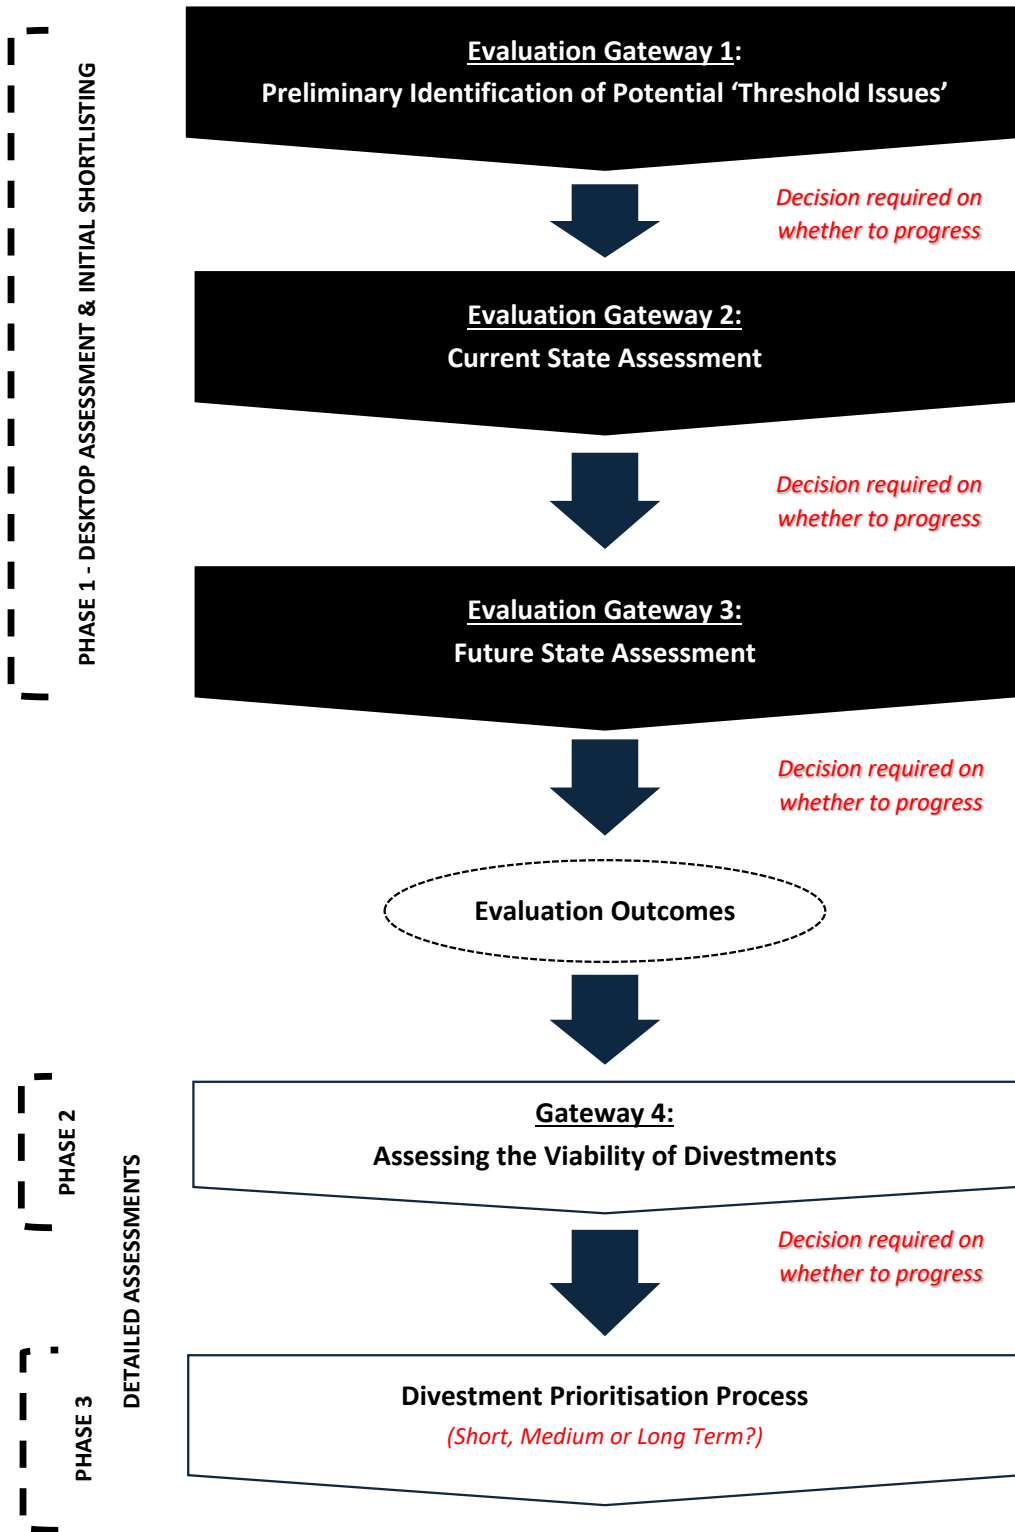 PHASE 1 - DESKTOP ASSESSMENT & INITIAL SHORTLISTING
Evaluation Gateway 1:
Preliminary Identification of Potential ‘Threshold Issues’
Decision required on
whether to progress
Evaluation Gateway 2:
Current State Assessment
Decision required on
whether to progress
Evaluation Gateway 3:
Future State Assessment
Decision required on
whether to progress
Evaluation Outcomes
PHASE 2
DETAILED ASSESSMENTS
Gateway 4:
Assessing the Viability of Divestments
Decision required on
whether to progress
PHASE 3
Divestment Prioritisation Process
(Short, Medium or Long Term?)